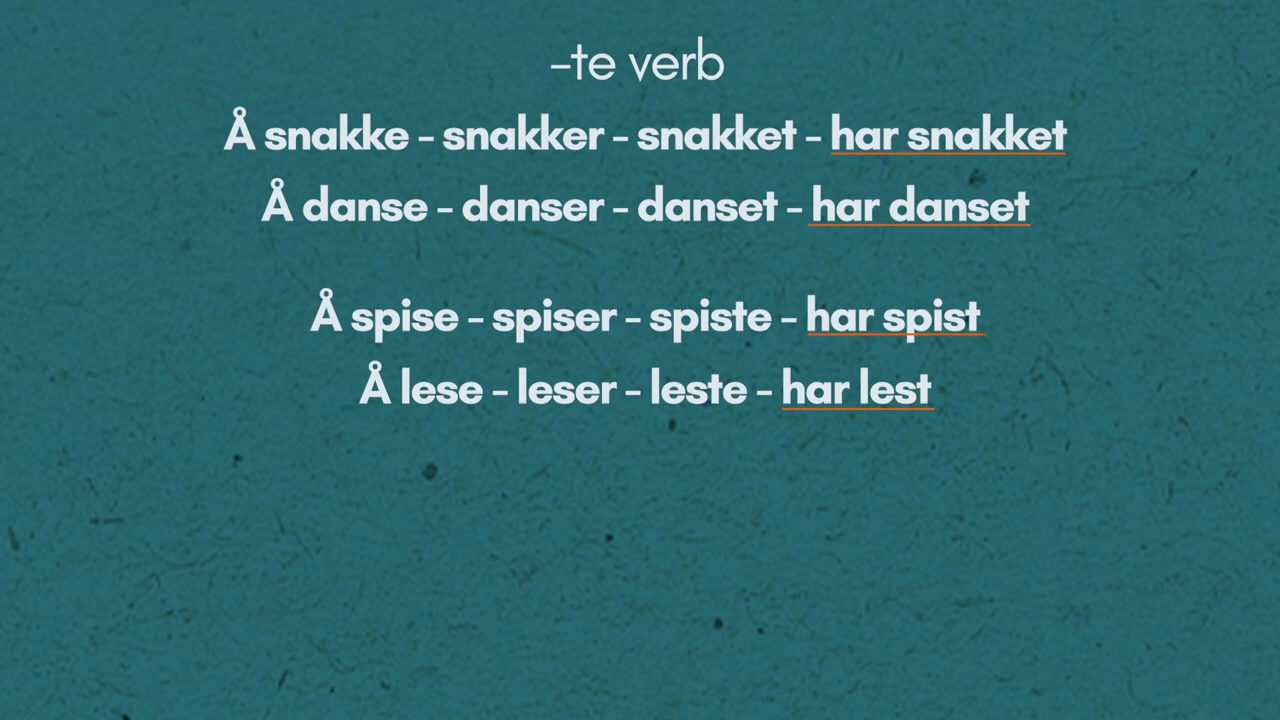 –te verb
Å snakke - snakker - snakket - har snakket
Å danse - danser - danset - har danset
Å spise - spiser - spiste - har spist
Å lese - leser - leste - har lest